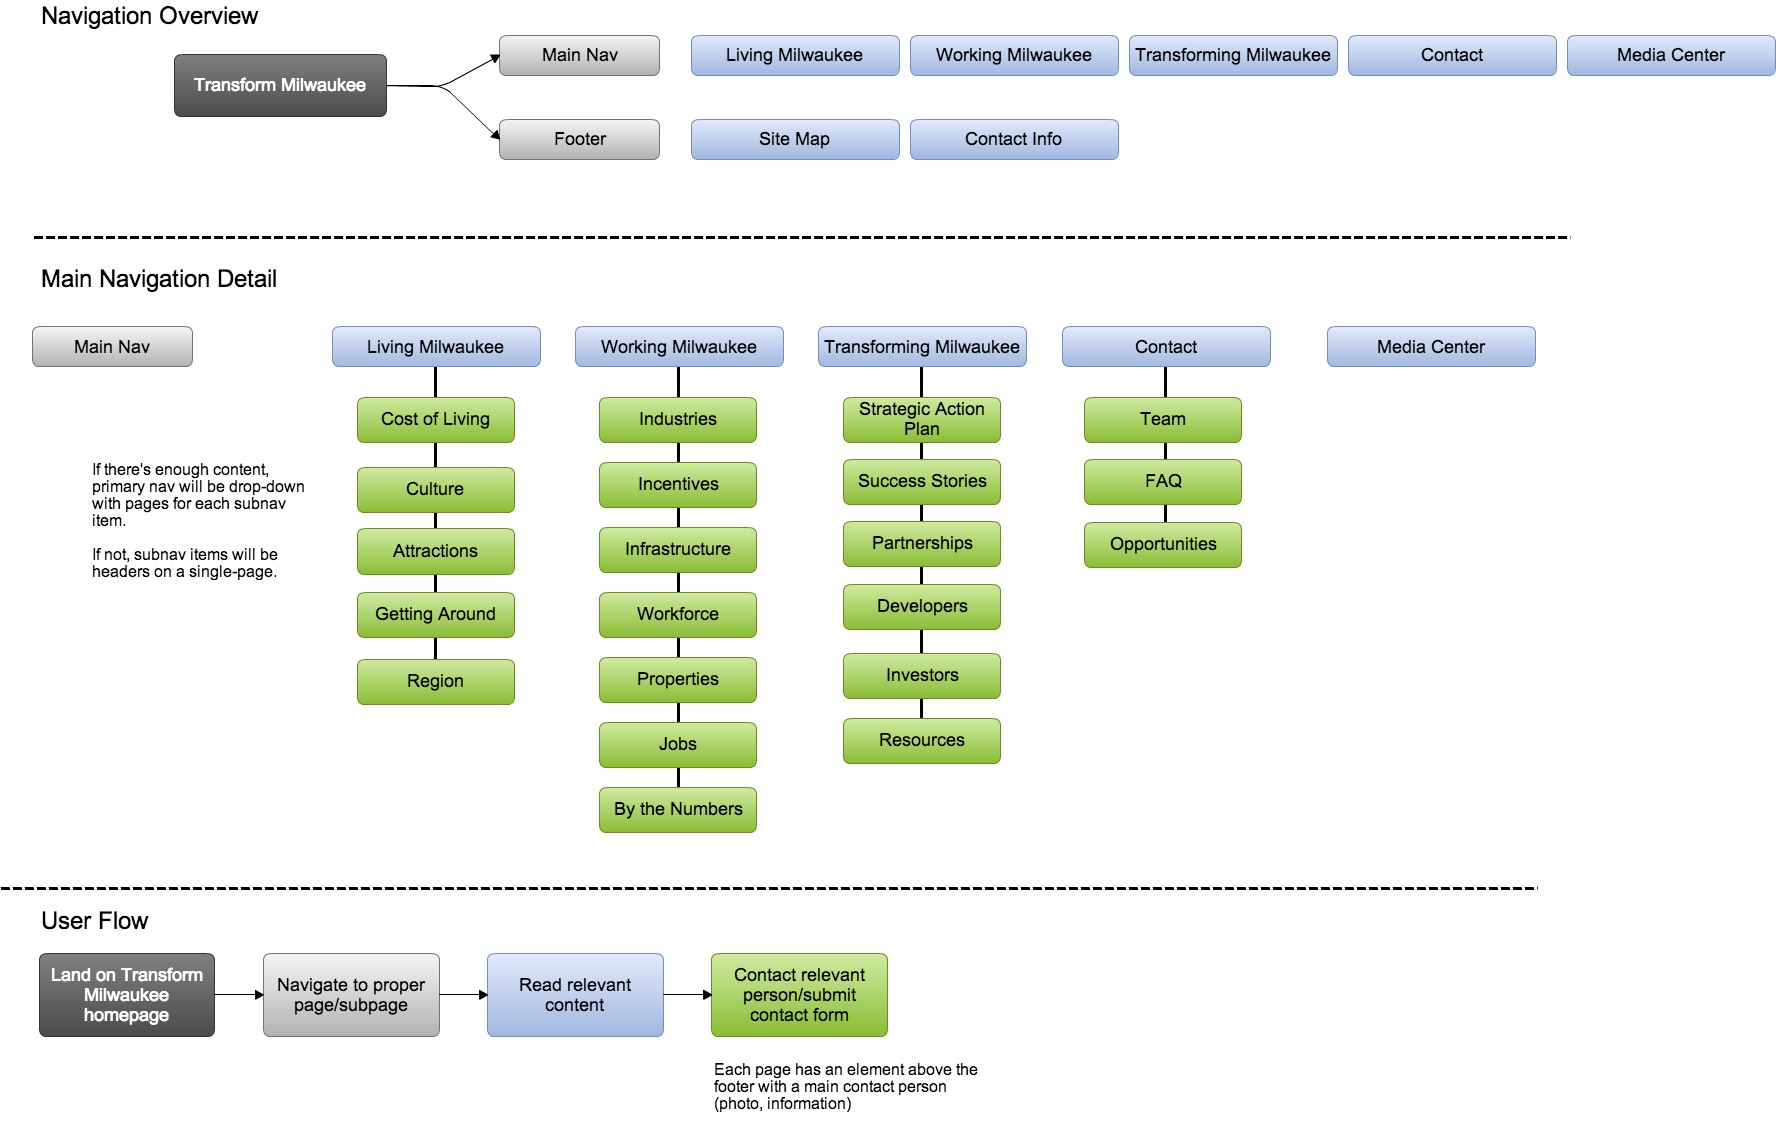 Navigation Overview
Transform Milwaukee
Main Nav
Living Milwaukee
Working Milwaukee
Transforming Milwaukee
Contact
Media Center
Footer
Site Map
Contact Info
Main Navigation Detail
Main Nav
If there's enough content,
primary nav will be drop-down
with pages for each subnav
item.
If not, subnav items will be
headers on a single-page.
Living Milwaukee
Cost of Living
Culture
Attractions
Getting Around
Region
Working Milwaukee
Industries
Incentives
Infrastructure
Workforce
Properties
Jobs
By the Numbers
Transforming Milwaukee
Strategic Action
Plan
Success Stories
Partnerships
Developers
Investors
Resources
Contact
Team
FAQ
Opportunities
Media Center
User Flow
Land on Transform
Milwaukee
homepage
Navigate to proper
page/subpage
Read relevant
content
Contact relevant
person/submit
contact form
Each page has an element above the
footer with a main contact person
(photo, information)